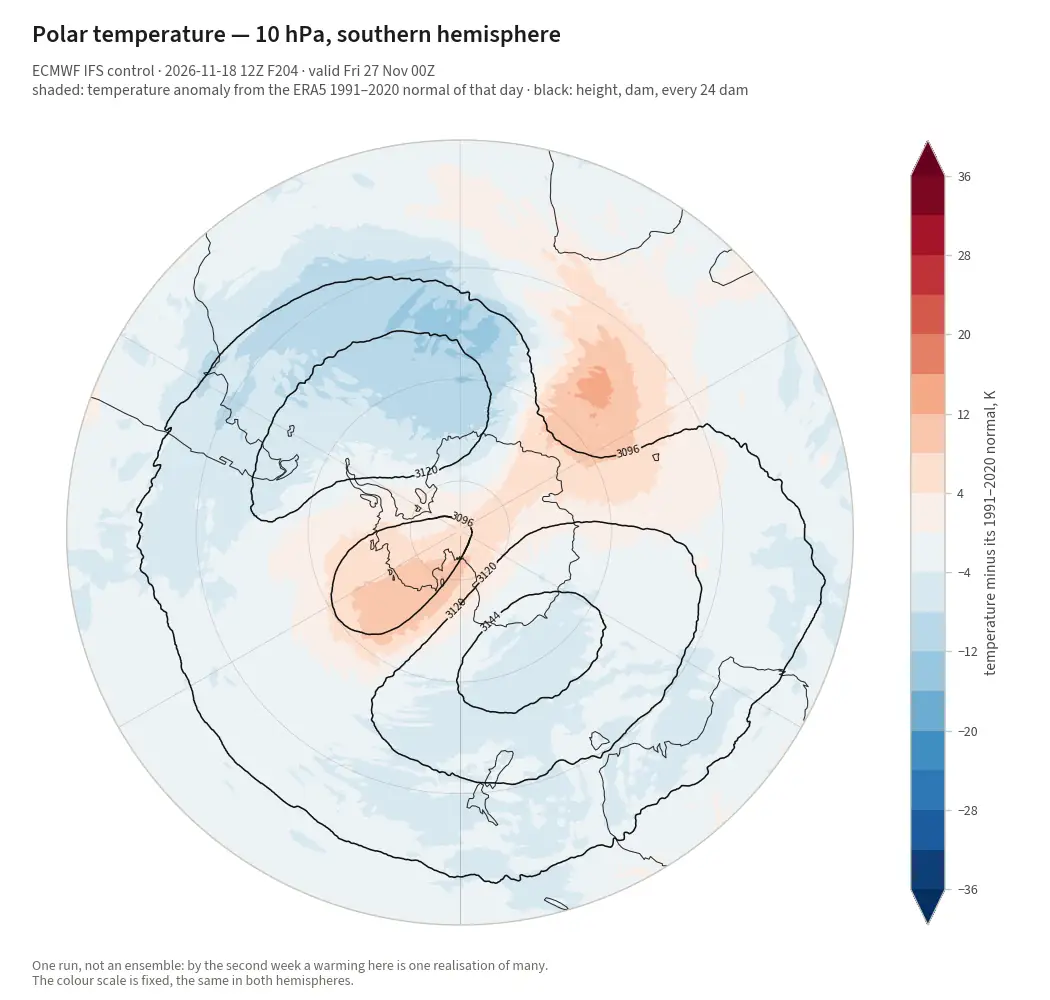 Polar temperature — 10 hPa, southern hemisphere
ECMWF IFS control · 2026-11-18 12Z F204 · valid Fri 27 Nov 00Z
shaded: temperature anomaly from the ERA5 1991–2020 normal of that day · black: height, dam, every 24 dam
36
28
20
12
4
−4
−12
−20
−28
−36
temperature minus its 1991–2020 normal, K
3096
3120
3096
3120
3120
3144
One run, not an ensemble: by the second week a warming here is one realisation of many.
The colour scale is fixed, the same in both hemispheres.